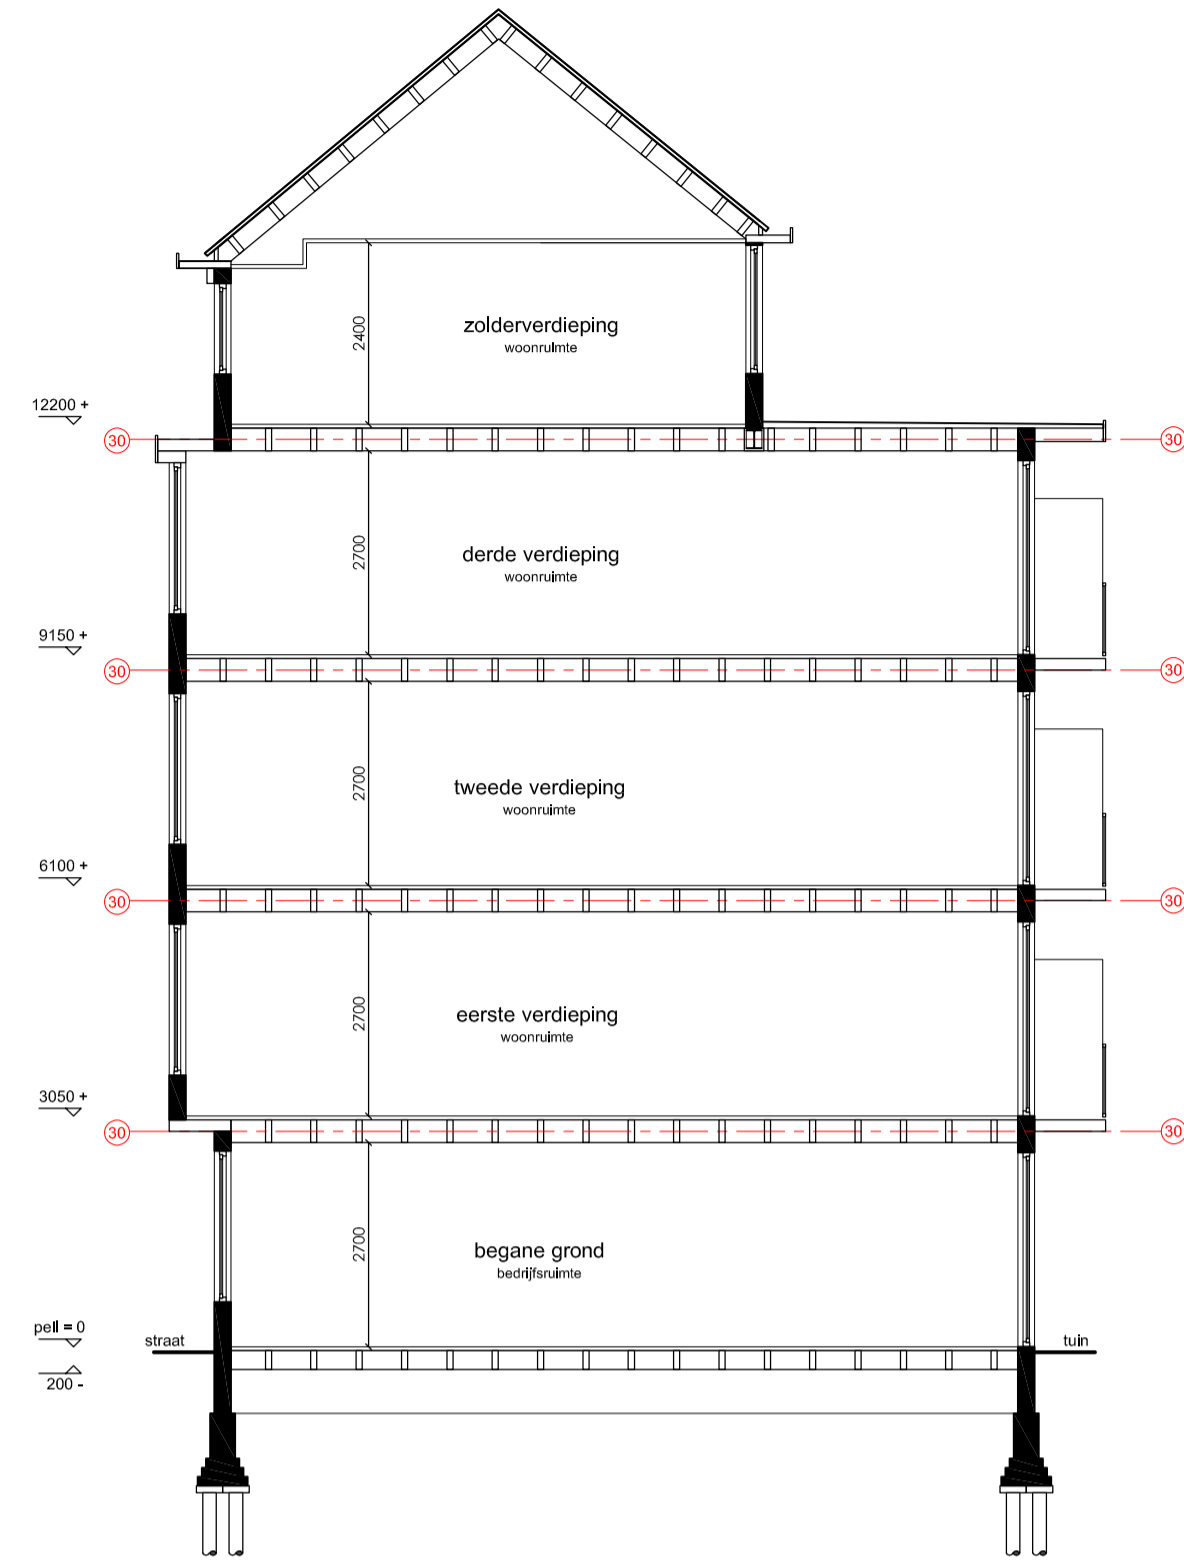 2400
zolderverdieping
woonruimte
12200 +
30
30
2700
derde verdieping
woonruimte
9150 +
30
30
2700
tweede verdieping
woonruimte
6100 +
30
30
2700
eerste verdieping
woonruimte
3050 +
30
30
2700
begane grond
bedrijfsruimte
peil = 0
straat
tuin
200 -